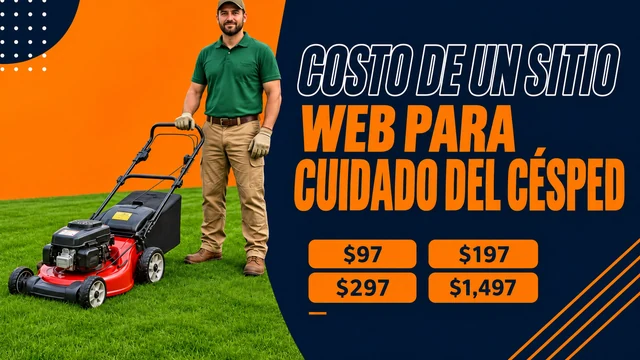 COSTO DE UN SITIO
WEB PARA
CUIDADO DEL CÉSPED
$97 $197
$297 $1,497